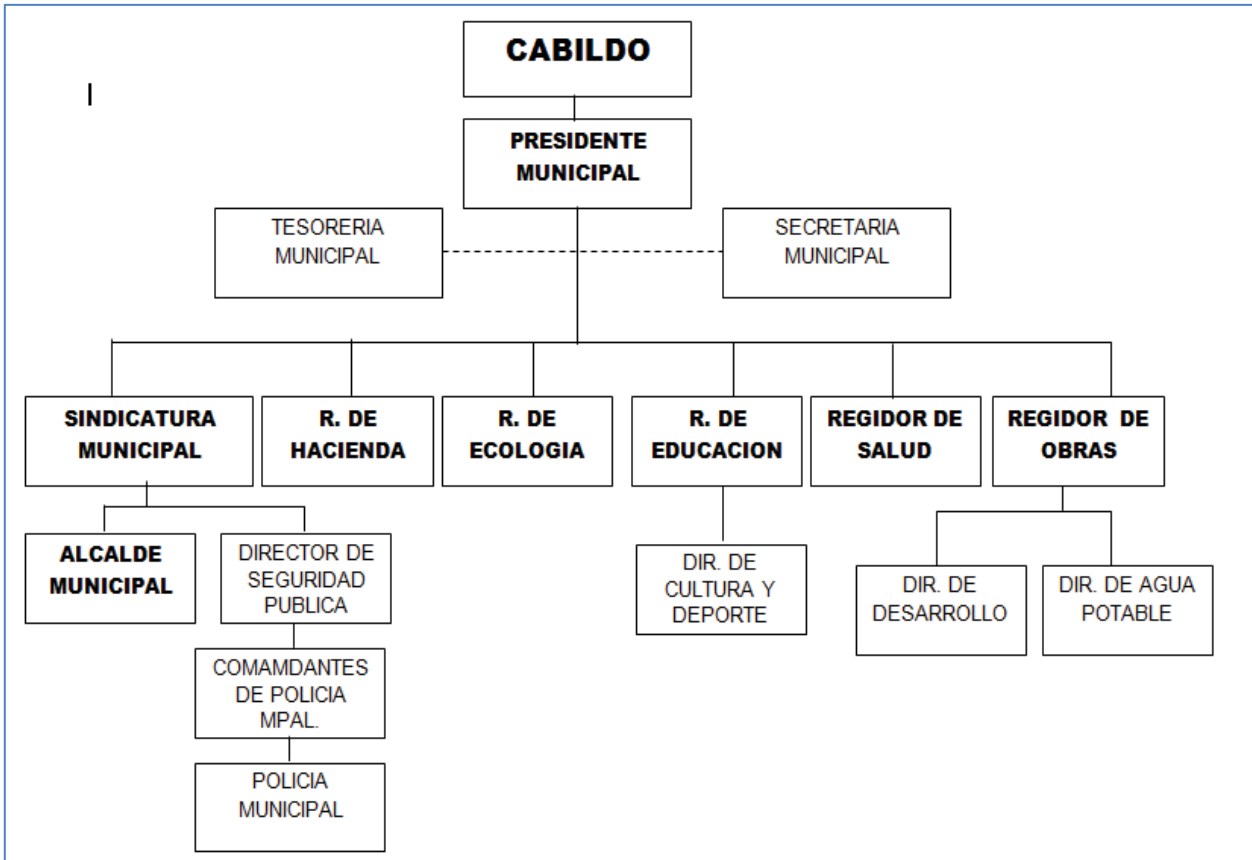 CABILDO
PRESIDENTE
MUNICIPAL
TESORERIA
MUNICIPAL
SECRETARIA
MUNICIPAL
SINDICATURA
MUNICIPAL
R. DE
HACIENDA
R. DE
ECOLOGIA
R. DE
EDUCACION
REGIDOR DE
SALUD
REGIDOR DE
OBRAS
ALCALDE
MUNICIPAL
DIRECTOR DE
SEGURIDAD
PUBLICA
DIR. DE
CULTURA Y
DEPORTE
DIR. DE
DESARROLLO
DIR. DE AGUA
POTABLE
COMAMDANTES
DE POLICIA
MPAL.
POLICIA
MUNICIPAL